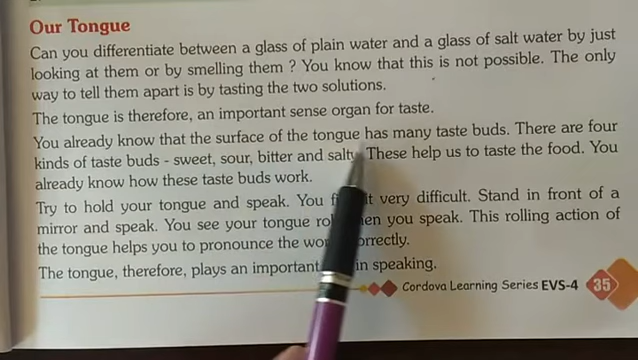 Our Tongue
Can you differentiate between a glass of plain water and a glass of salt water by just
looking at them or by smelling them ? You know that this is not possible. The only
way to tell them apart is by tasting the two solutions.
The tongue is therefore, an important sense organ for taste.
You already know that the surface of the tongue has many taste buds. There are four
kinds of taste buds - sweet, sour, bitter and salty. These help us to taste the food. You
already know how these taste buds work.
Try to hold your tongue and speak. You very difficult. Stand in front of a
mirror and speak. You see your tongue when you speak. This rolling action of
the tongue helps you to pronounce the correctly.
The tongue, therefore, plays an important in speaking.
Cordova Learning Series EVS-4 35